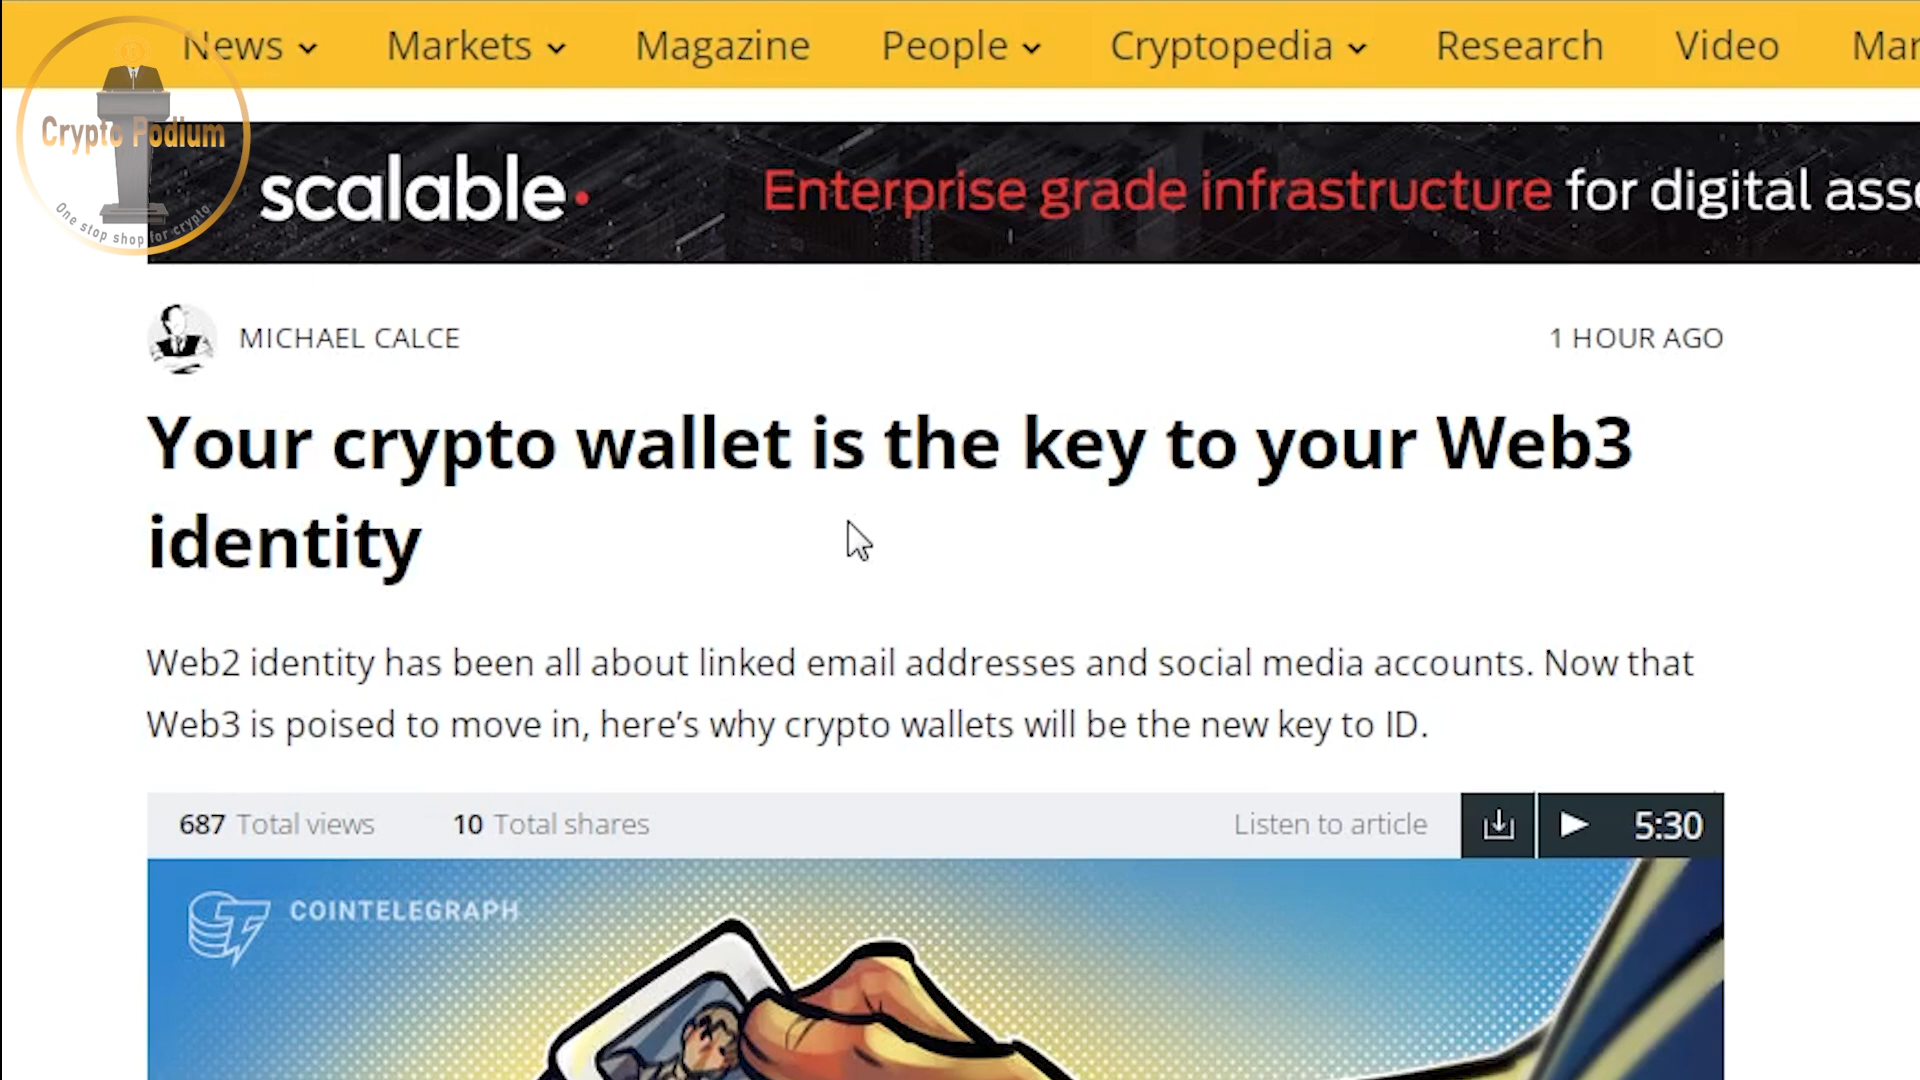 News Markets Magazine People Cryptopedia Research Video Mar
Crypto Podium
One stop shop for crypto
scalable. Enterprise grade infrastructure for digital ass
MICHAEL CALCE 1 HOUR AGO
Your crypto wallet is the key to your Web3
identity
Web2 identity has been all about linked email addresses and social media accounts. Now that
Web3 is poised to move in, here’s why crypto wallets will be the new key to ID.
687 Total views 10 Total shares Listen to article 5:30
COINTELEGRAPH